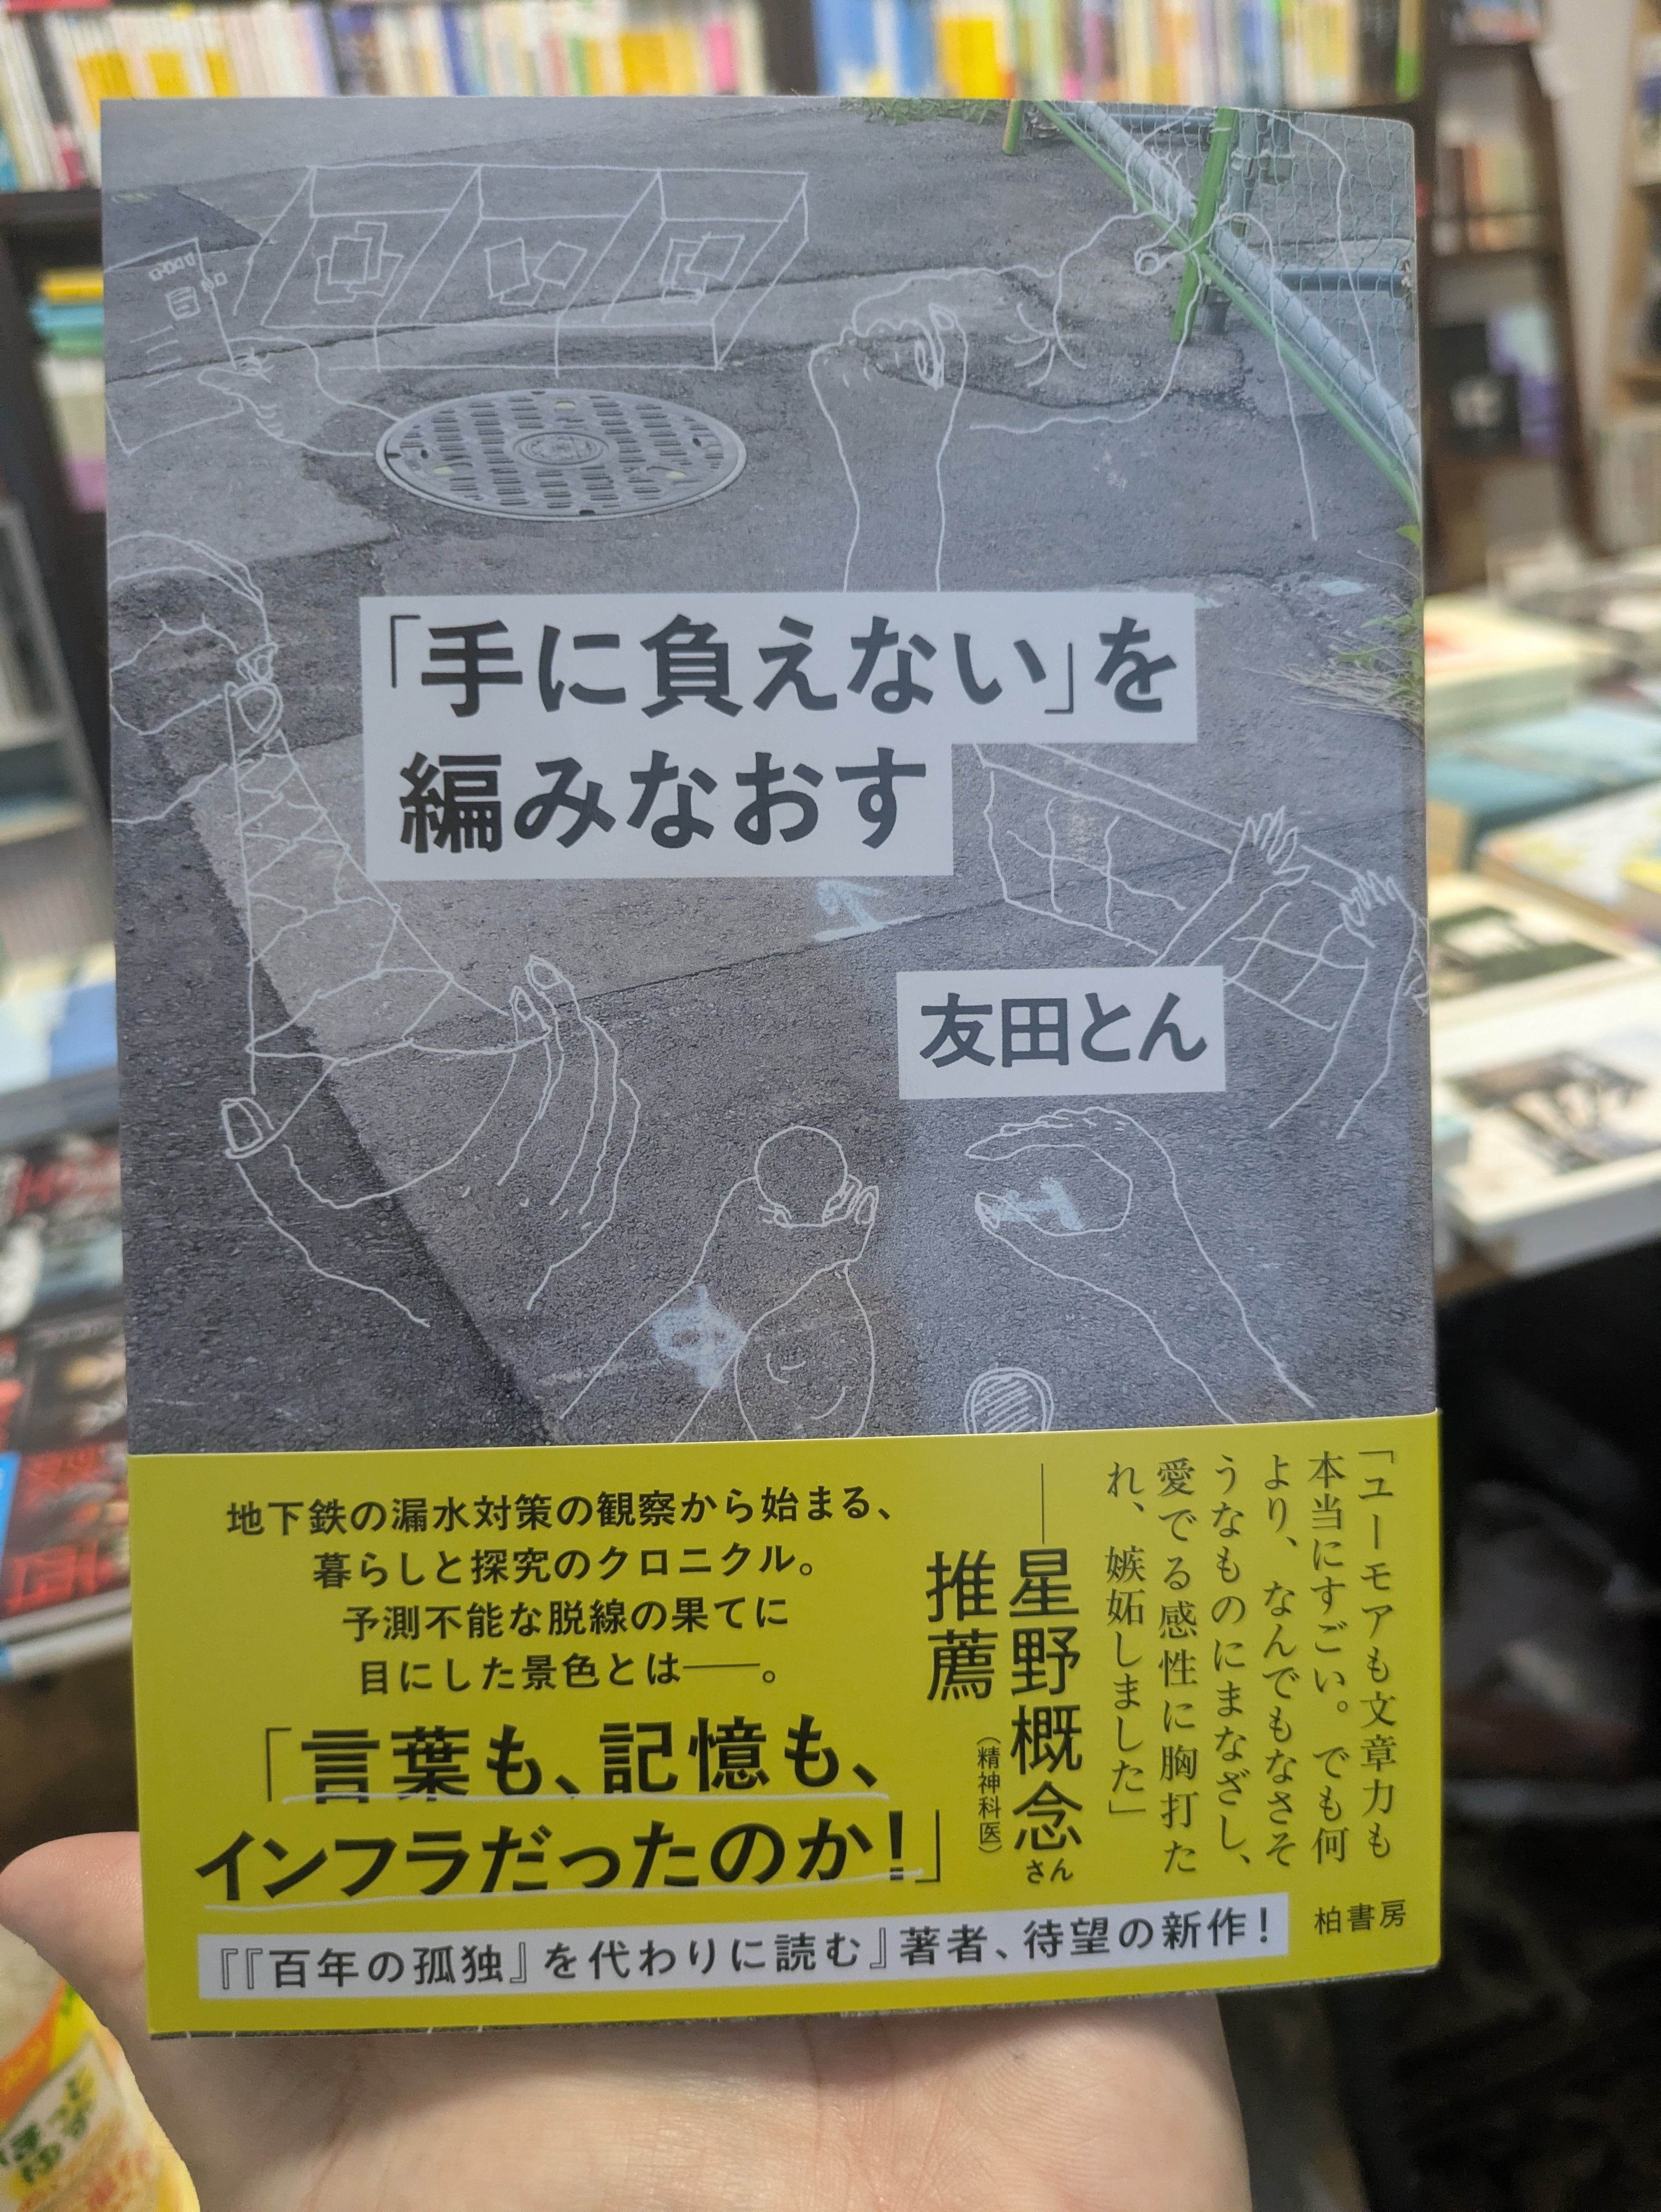 「手に負えない」を
編みなおす
友田とん
「ユーモアも文章力も
本当にすごい。でも何
より、なんでもなさそ
うなものにまなざし、
愛でる感性に胸打た
れ、嫉妬しました」
──星野概念さん
（精神科医）
推薦
地下鉄の漏水対策の観察から始まる、
暮らしと探究のクロニクル。
予測不能な脱線の果てに
目にした景色とは──。
「言葉も、記憶も、
インフラだったのか！」
『『百年の孤独』を代わりに読む』著者、待望の新作！
柏書房